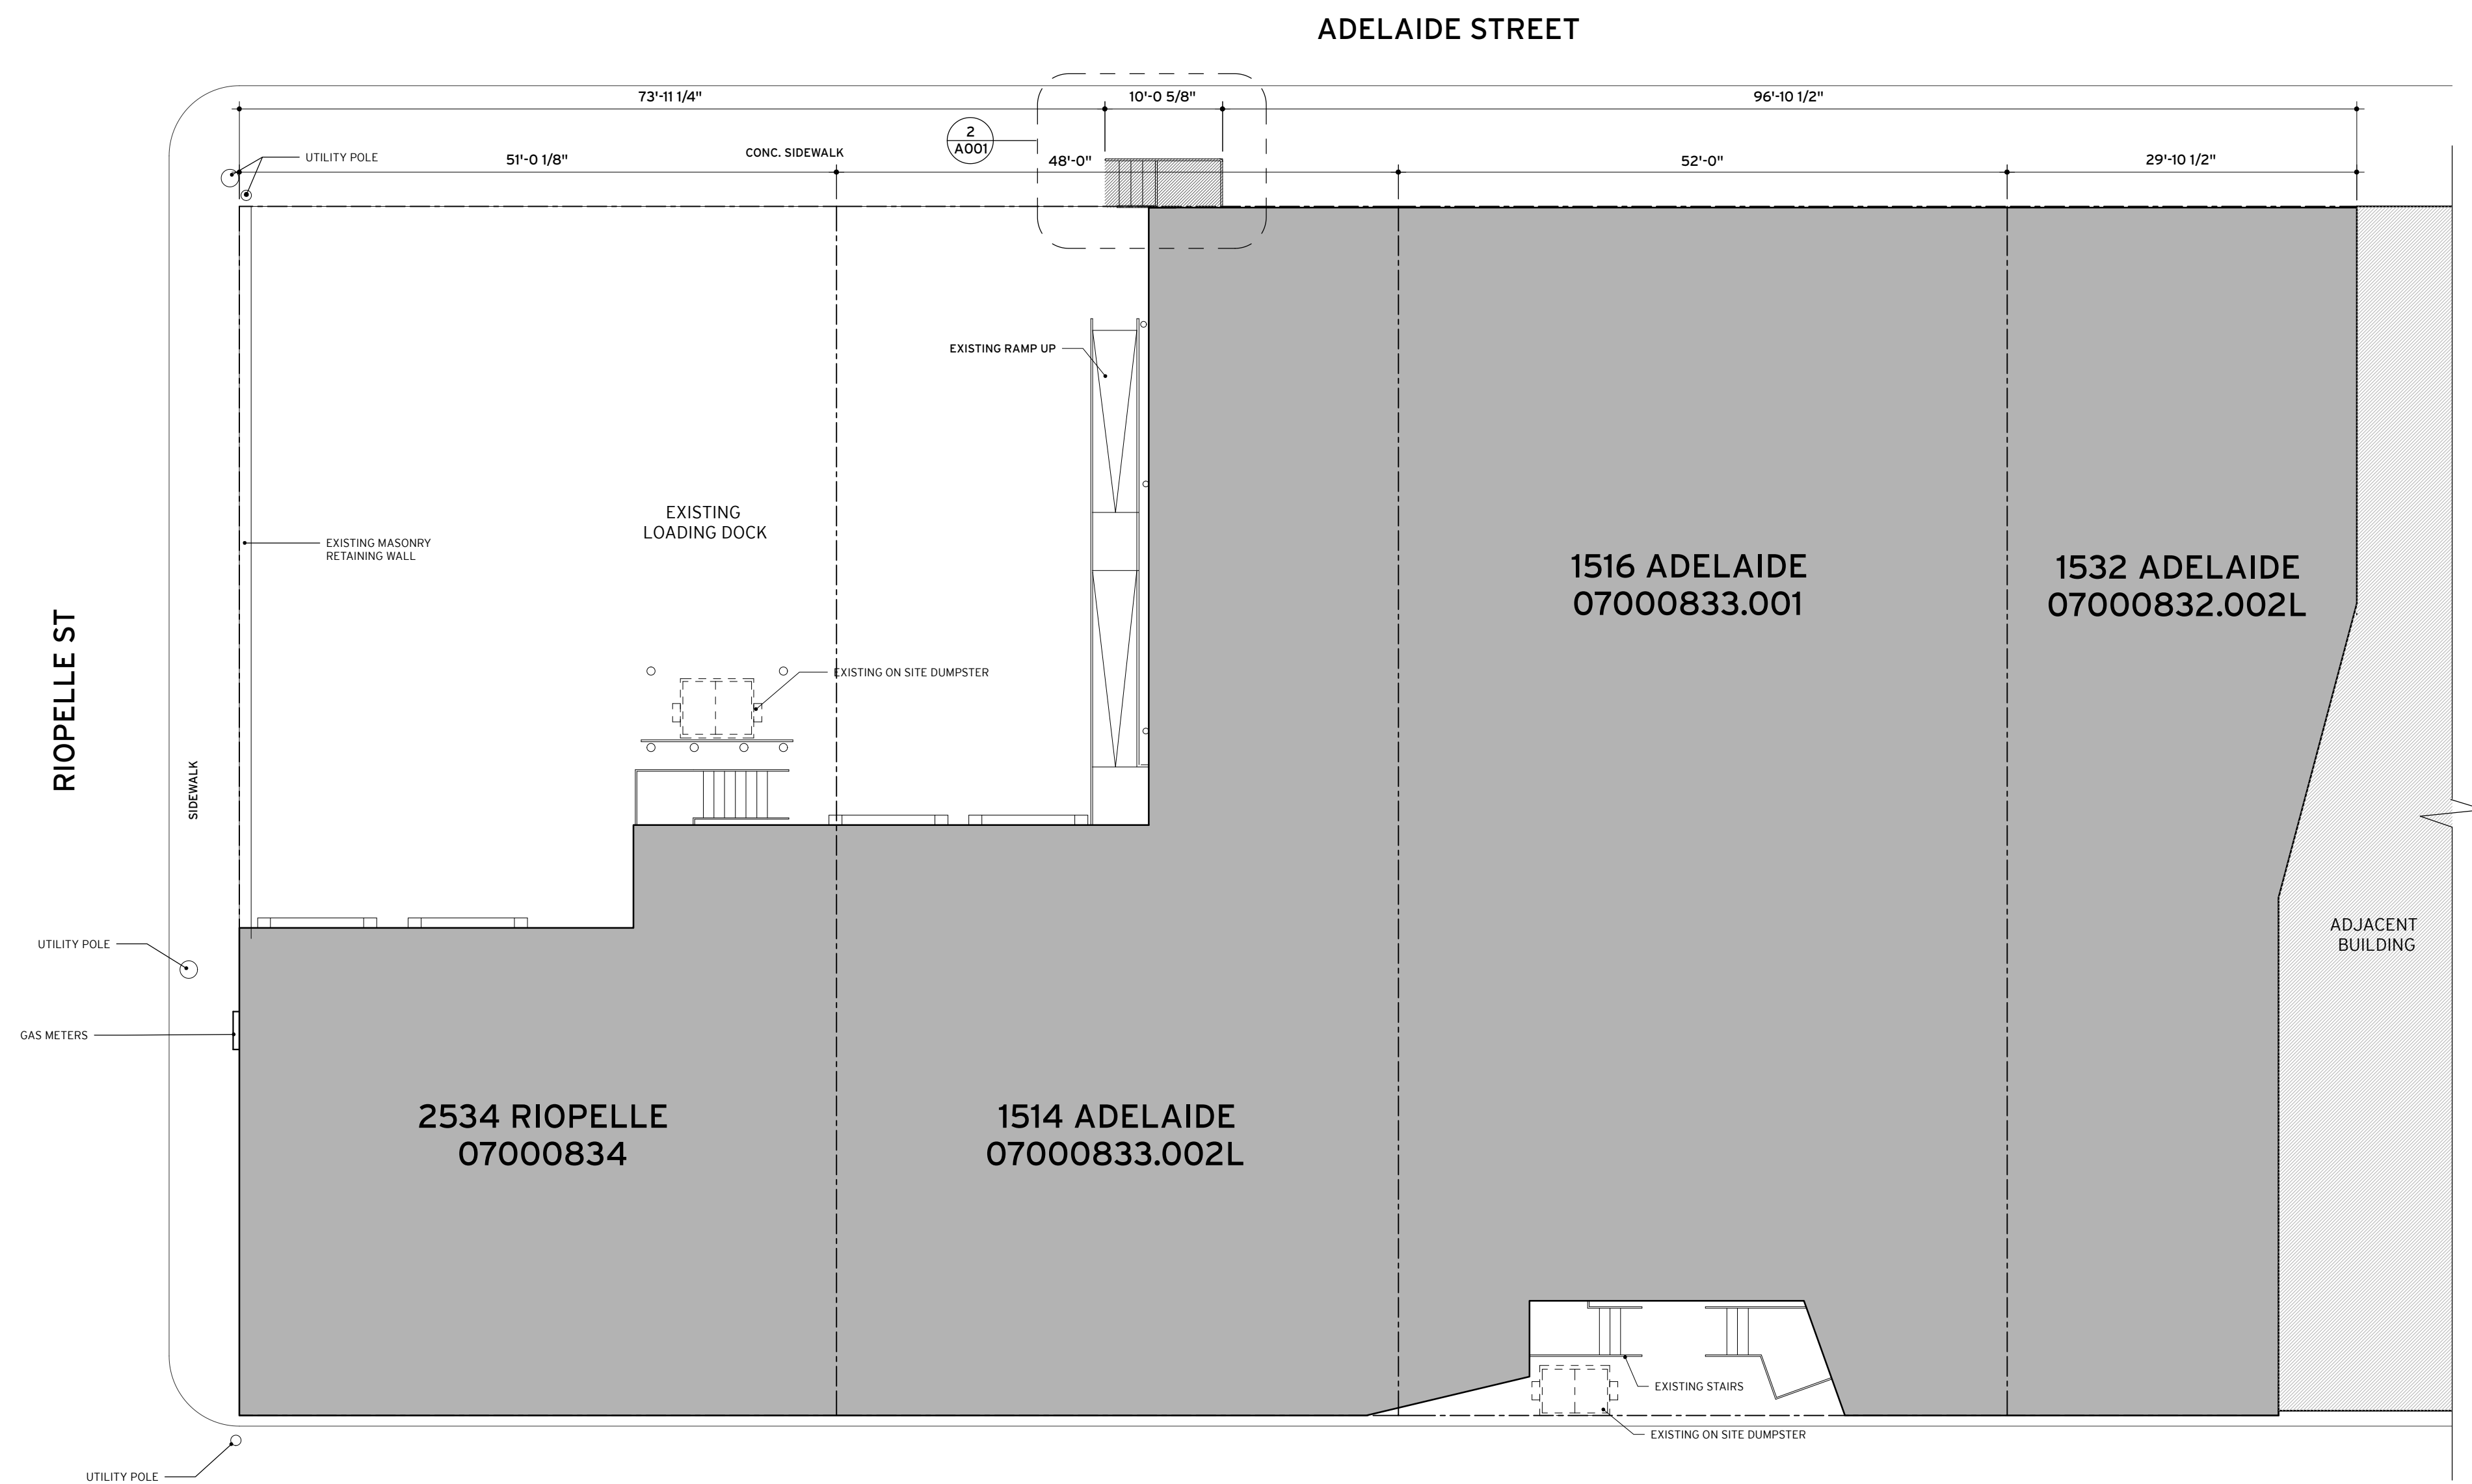 ADELAIDE STREET
73'-11 1/4"
10'-0 5/8"
96'-10 1/2"
2
A001
UTILITY POLE
51'-0 1/8"
CONC. SIDEWALK
48'-0"
52'-0"
29'-10 1/2"
EXISTING RAMP UP
EXISTING
LOADING DOCK
EXISTING MASONRY
RETAINING WALL
1516 ADELAIDE
07000833.001
1532 ADELAIDE
07000832.002L
RIOPELLE ST
EXISTING ON SITE DUMPSTER
SIDEWALK
UTILITY POLE
ADJACENT
BUILDING
GAS METERS
2534 RIOPELLE
07000834
1514 ADELAIDE
07000833.002L
EXISTING STAIRS
EXISTING ON SITE DUMPSTER
UTILITY POLE